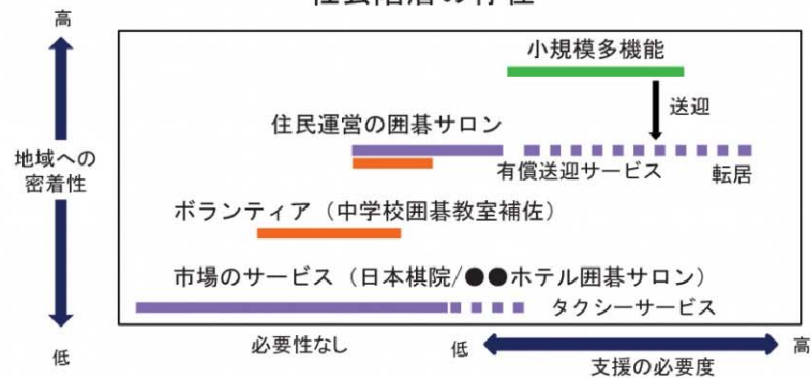 高
小規模多機能
送迎
住民運営の囲碁サロン
地域への
密着性
有償送迎サービス
転居
ボランティア（中学校囲碁教室補佐）
市場のサービス（日本棋院/●●ホテル囲碁サロン）
タクシーサービス
低
必要性なし
低
高
支援の必要度